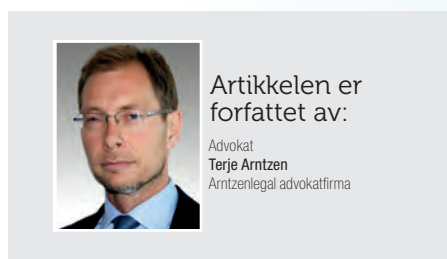 Artikkelen er
forfattet av:
Advokat
Terje Arntzen
Arntzenlegal advokatfirma